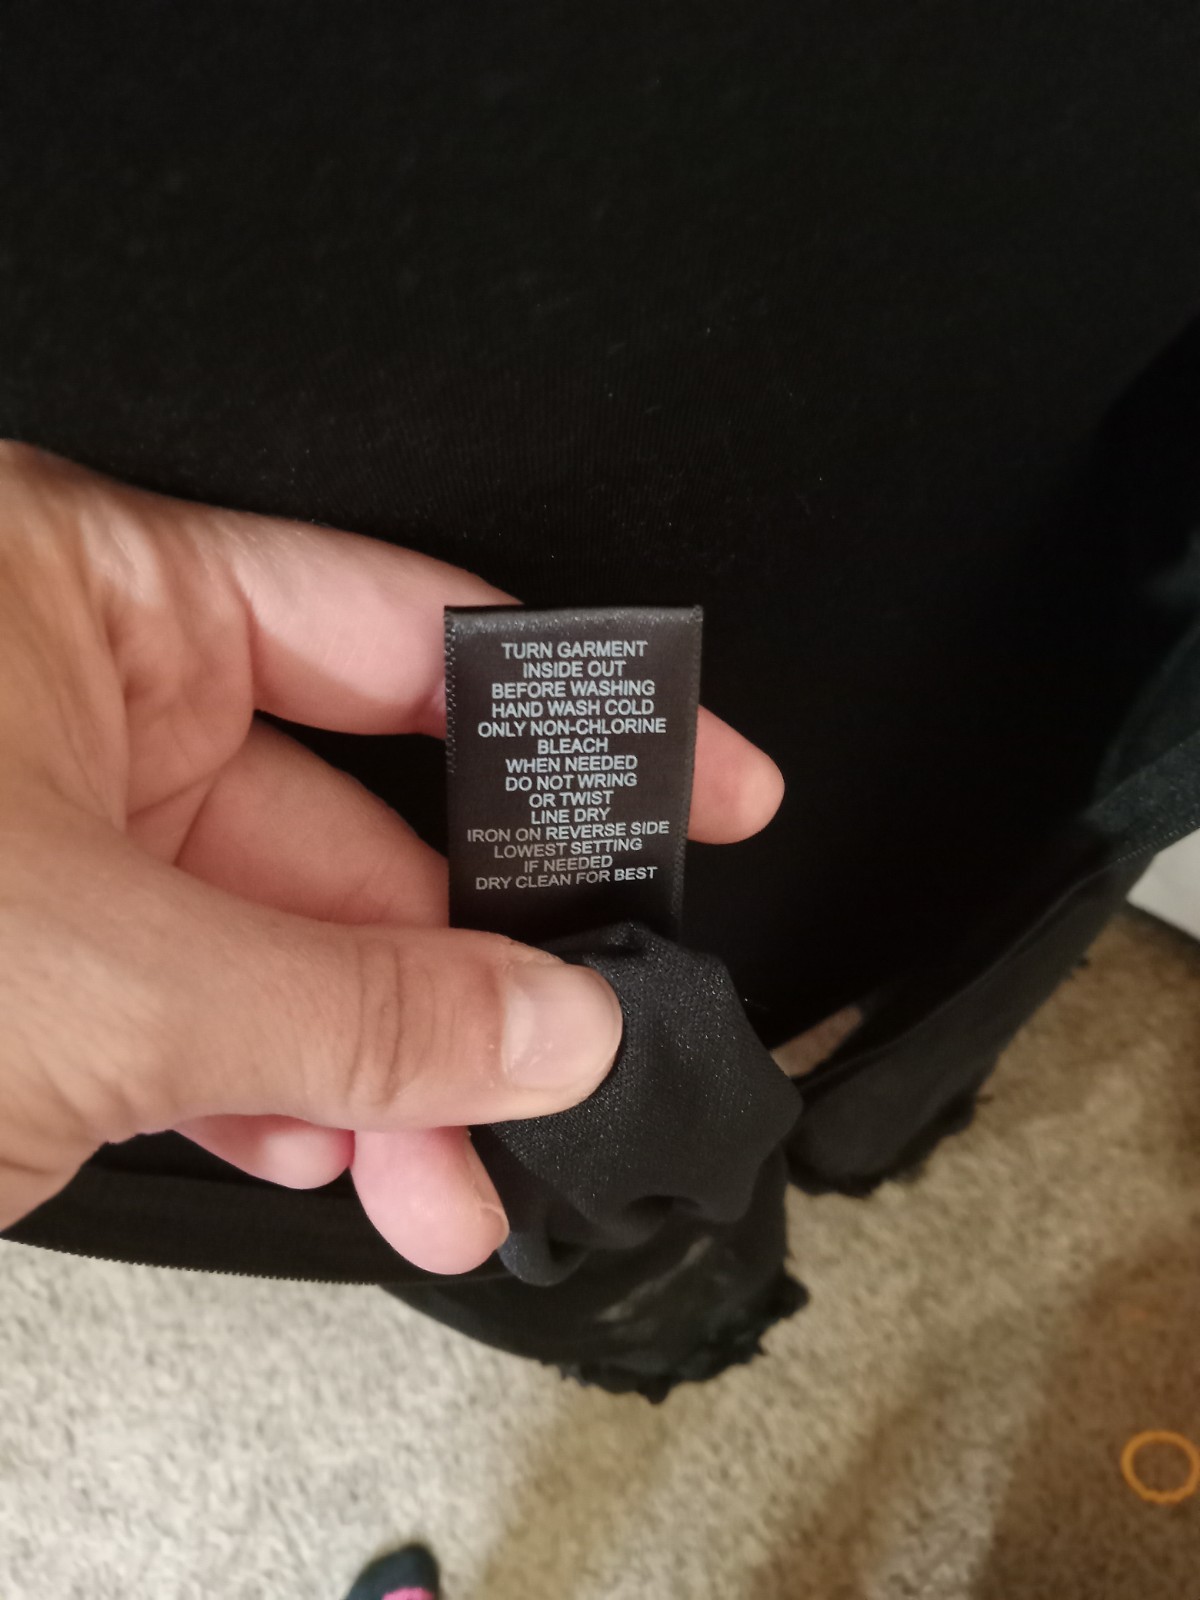 TURN GARMENT
INSIDE OUT
BEFORE WASHING
HAND WASH COLD
ONLY NON-CHLORINE
BLEACH
WHEN NEEDED
DO NOT WRING
OR TWIST
LINE DRY
IRON ON REVERSE SIDE
LOWEST SETTING
IF NEEDED
DRY CLEAN FOR BEST